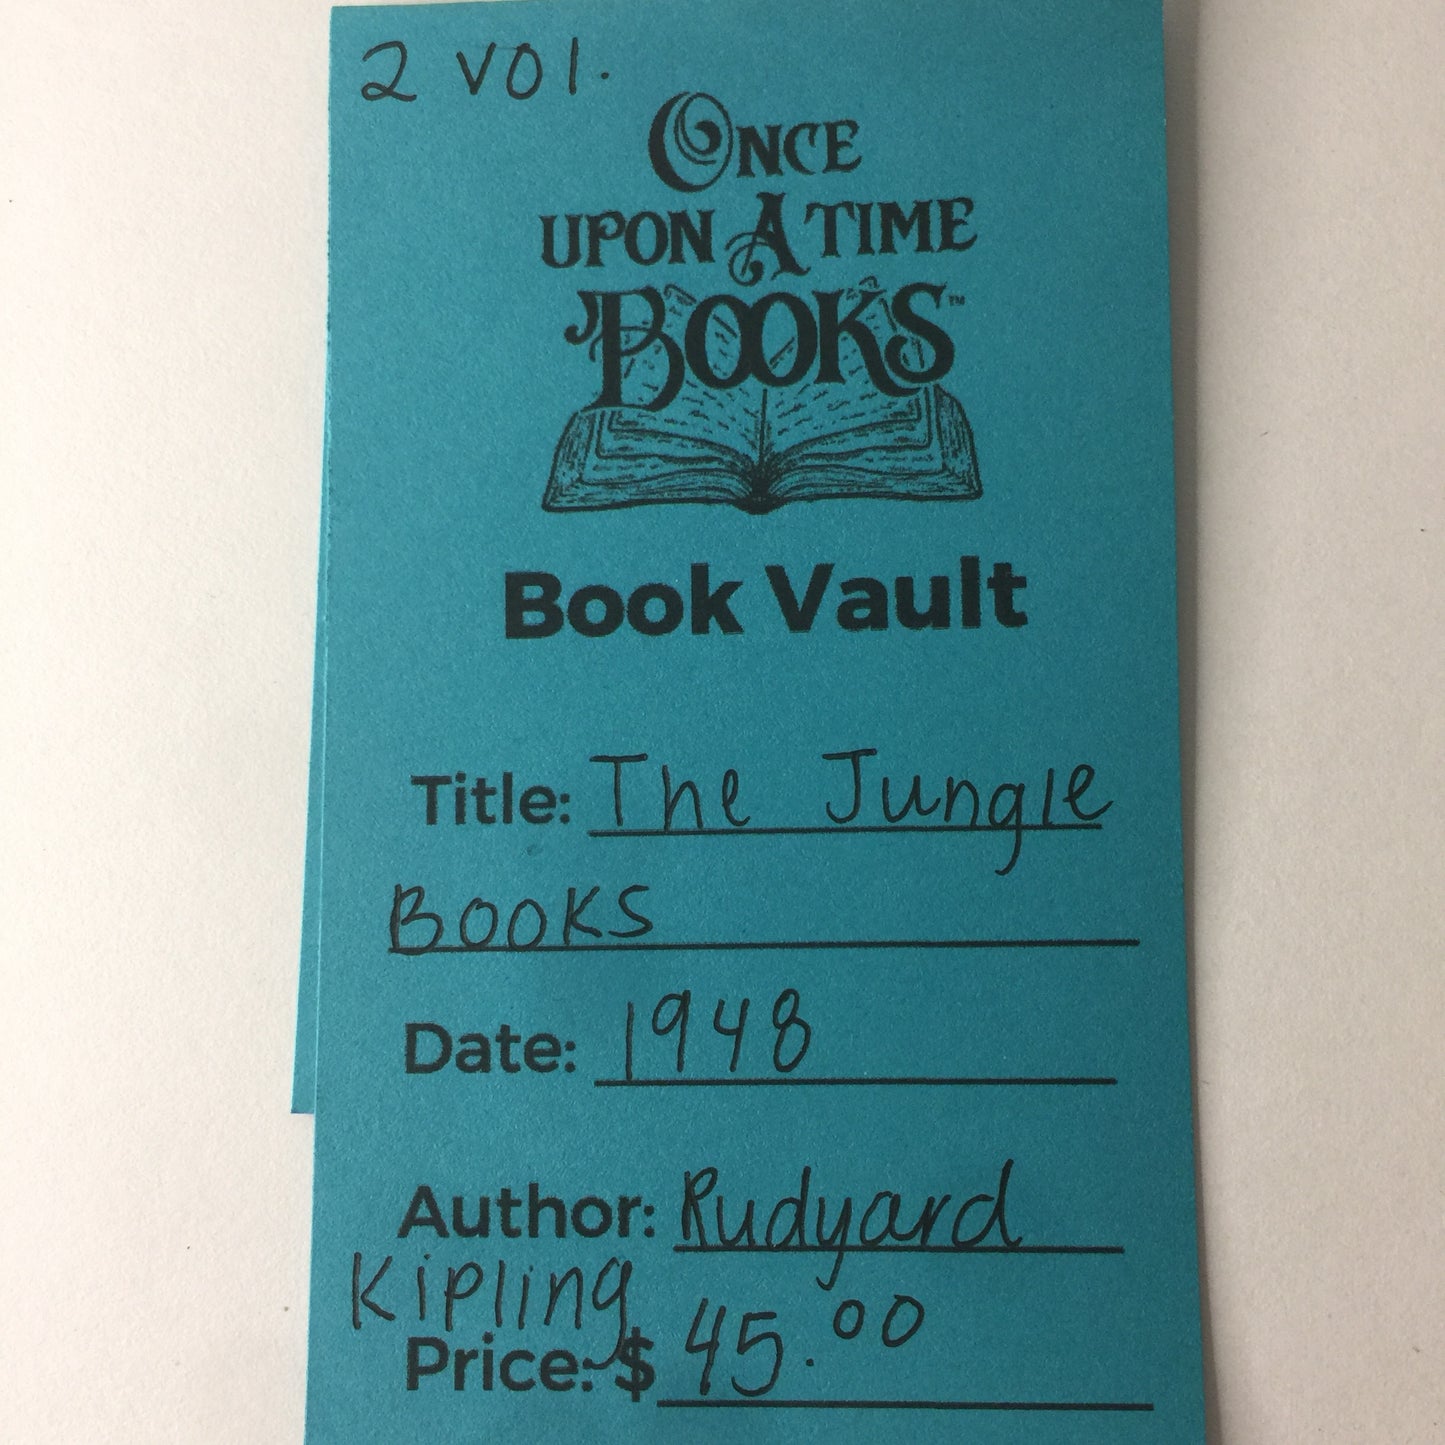 2 VOl.
ONCE
UPON A TIME
BOOKS™
Book Vault
Title: The Jungle
BOOKS
Date: 1948
Author: Rudyard
Kipling
Price: $ 45.00